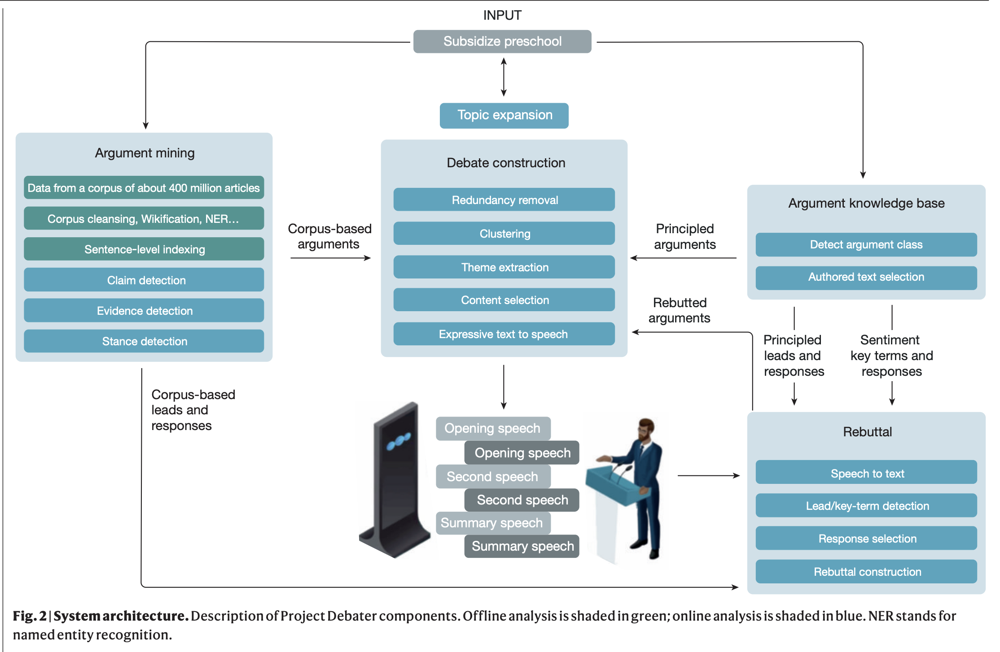 INPUT
Subsidize preschool
Topic expansion
Argument mining
Data from a corpus of about 400 million articles
Corpus cleansing, Wikification, NER...
Sentence-level indexing
Claim detection
Evidence detection
Stance detection
Corpus-based
arguments
Corpus-based
leads and
responses
Debate construction
Redundancy removal
Clustering
Theme extraction
Content selection
Expressive text to speech
Principled
arguments
Rebutted
arguments
Argument knowledge base
Detect argument class
Authored text selection
Principled
leads and
responses
Sentiment
key terms and
responses
Opening speech
Opening speech
Second speech
Second speech
Summary speech
Summary speech
Rebuttal
Speech to text
Lead/key-term detection
Response selection
Rebuttal construction
Fig. 2 | System architecture. Description of Project Debater components. Offline analysis is shaded in green; online analysis is shaded in blue. NER stands for
named entity recognition.